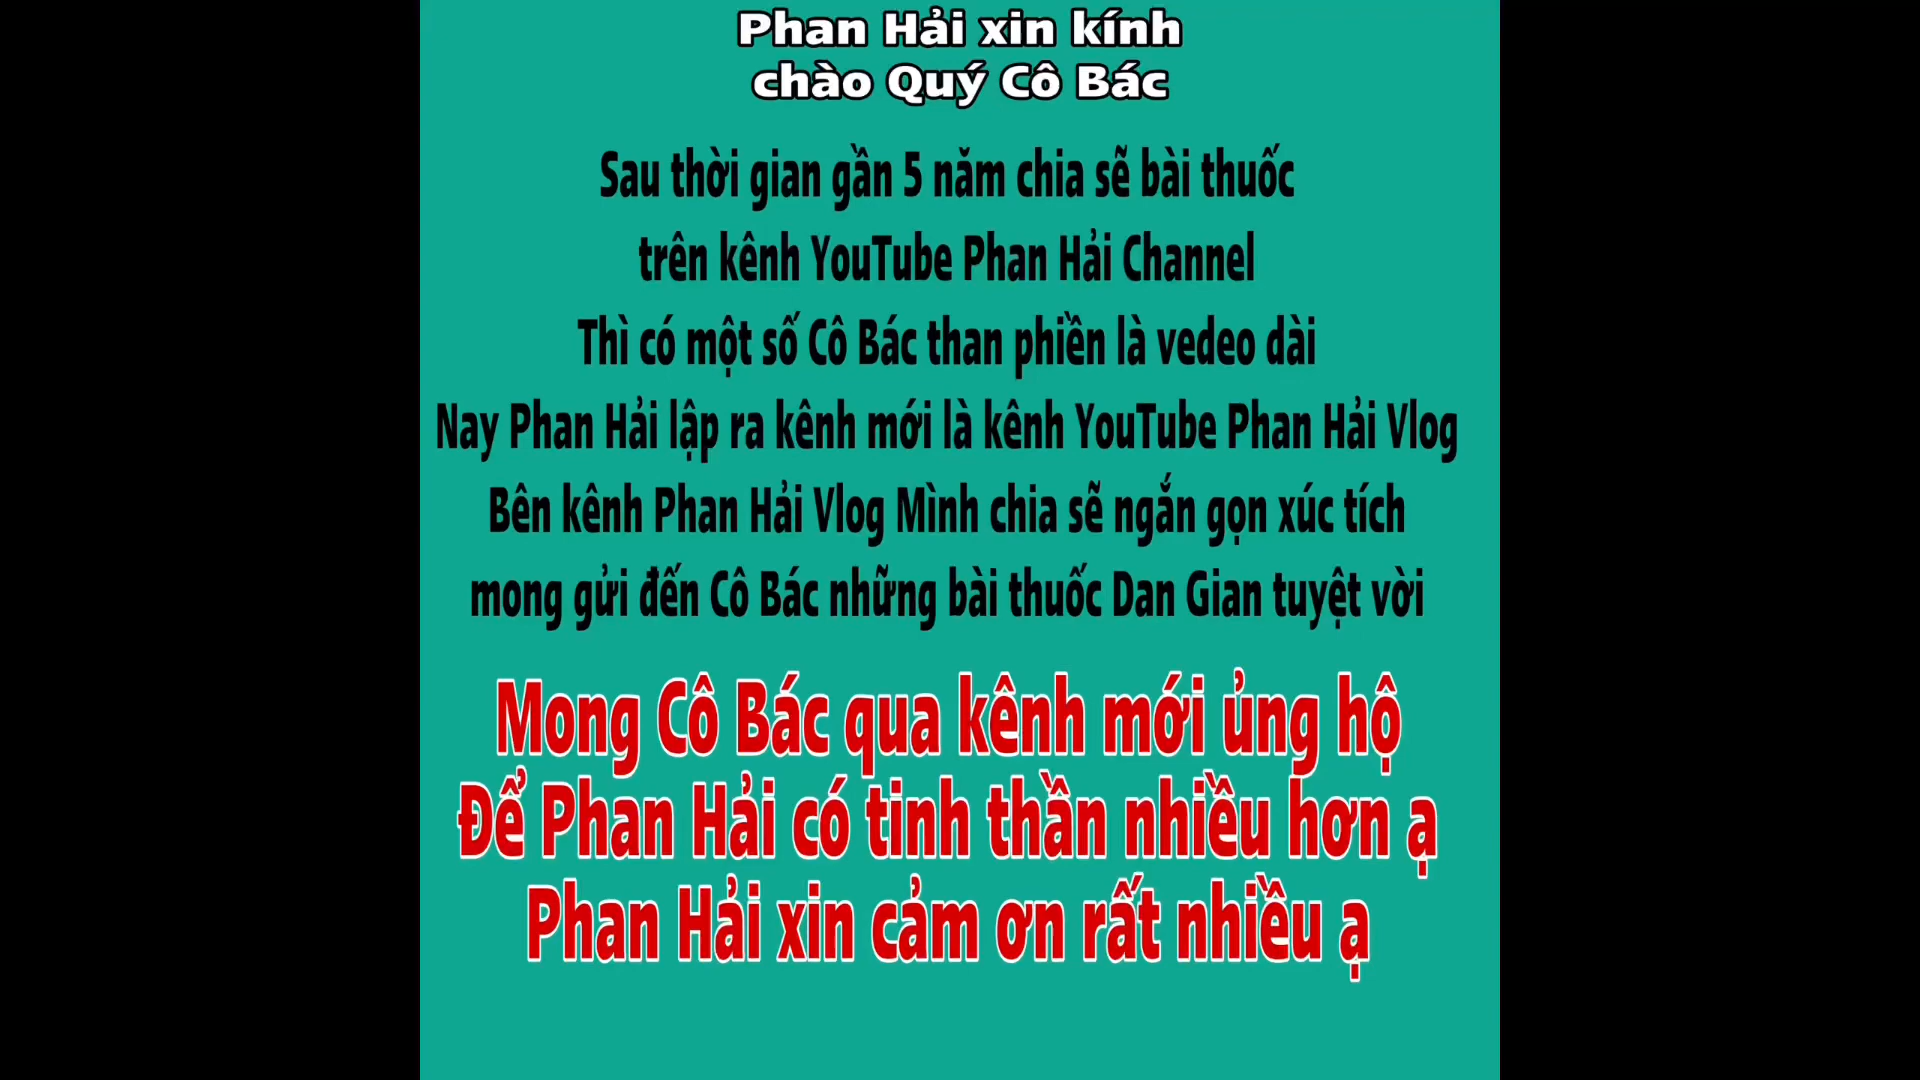 Phan Hải xin kính
chào Quý Cô Bác
Sau thời gian gần 5 năm chia sẽ bài thuốc
trên kênh YouTube Phan Hải Channel
Thì có một số Cô Bác than phiền là vedeo dài
Nay Phan Hải lập ra kênh mới là kênh YouTube Phan Hải Vlog
Bên kênh Phan Hải Vlog Mình chia sẽ ngắn gọn xúc tích
mong gửi đến Cô Bác những bài thuốc Dan Gian tuyệt vời
Mong Cô Bác qua kênh mới ủng hộ
Để Phan Hải có tinh thần nhiều hơn ạ
Phan Hải xin cảm ơn rất nhiều ạ